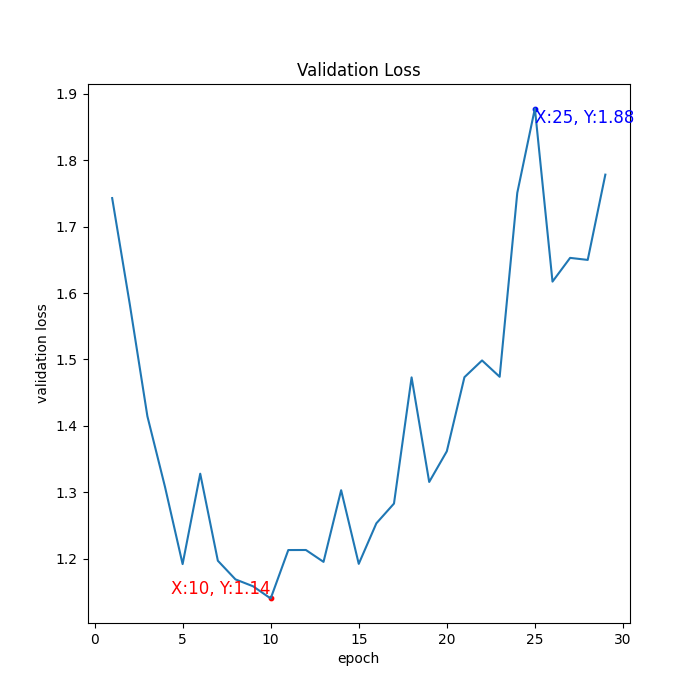 Validation Loss
1.9
X:25, Y:1.88
1.8
1.7
1.6
1.5
validation loss
1.4
1.3
1.2
X:10, Y:1.14
0 5 10 15 20 25 30
epoch